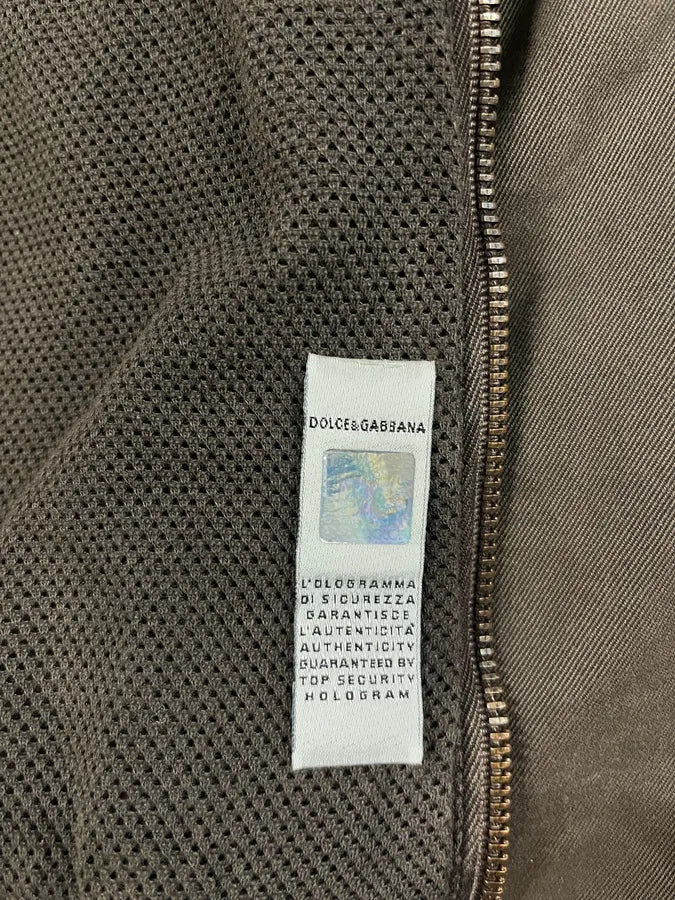 DOLCE&GABBANA
L'OLOGRAMMA
DI SICUREZZA
GARANTISCE
L'AUTENTICITÀ
AUTHENTICITY
GUARANTEED BY
TOP SECURITY
HOLOGRAM